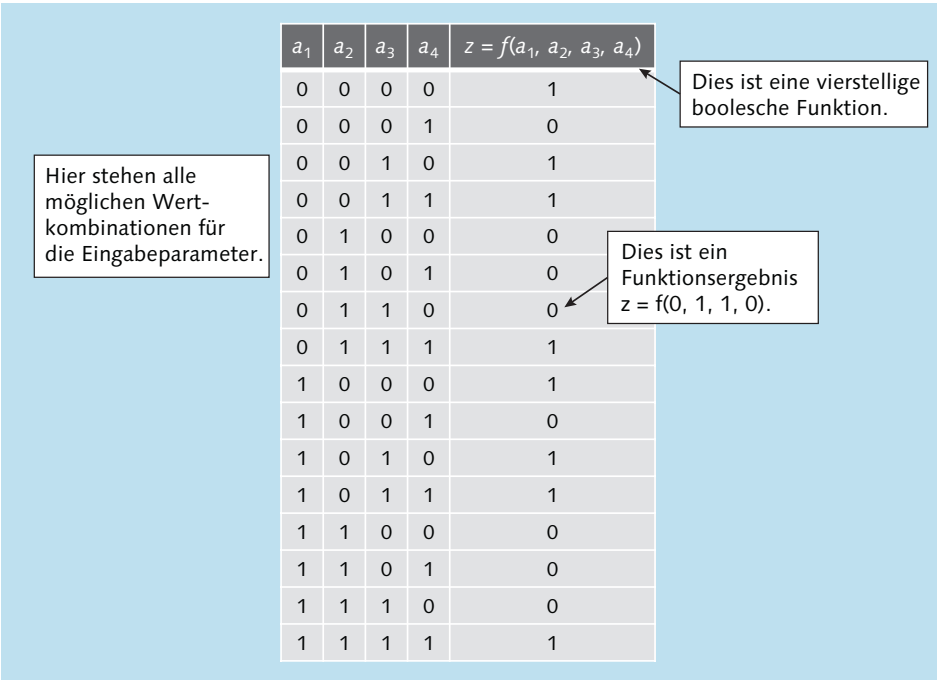 a₁ a₂ a₃ a₄ z = f(a₁, a₂, a₃, a₄)
0 0 0 0 1
0 0 0 1 0
0 0 1 0 1
0 0 1 1 1
0 1 0 0 0
0 1 0 1 0
0 1 1 0 0
0 1 1 1 1
1 0 0 0 1
1 0 0 1 0
1 0 1 0 1
1 0 1 1 1
1 1 0 0 0
1 1 0 1 0
1 1 1 0 0
1 1 1 1 1
Dies ist eine vierstellige
boolesche Funktion.
Hier stehen alle
möglichen Wert-
kombinationen für
die Eingabeparameter.
Dies ist ein
Funktionsergebnis
z = f(0, 1, 1, 0).